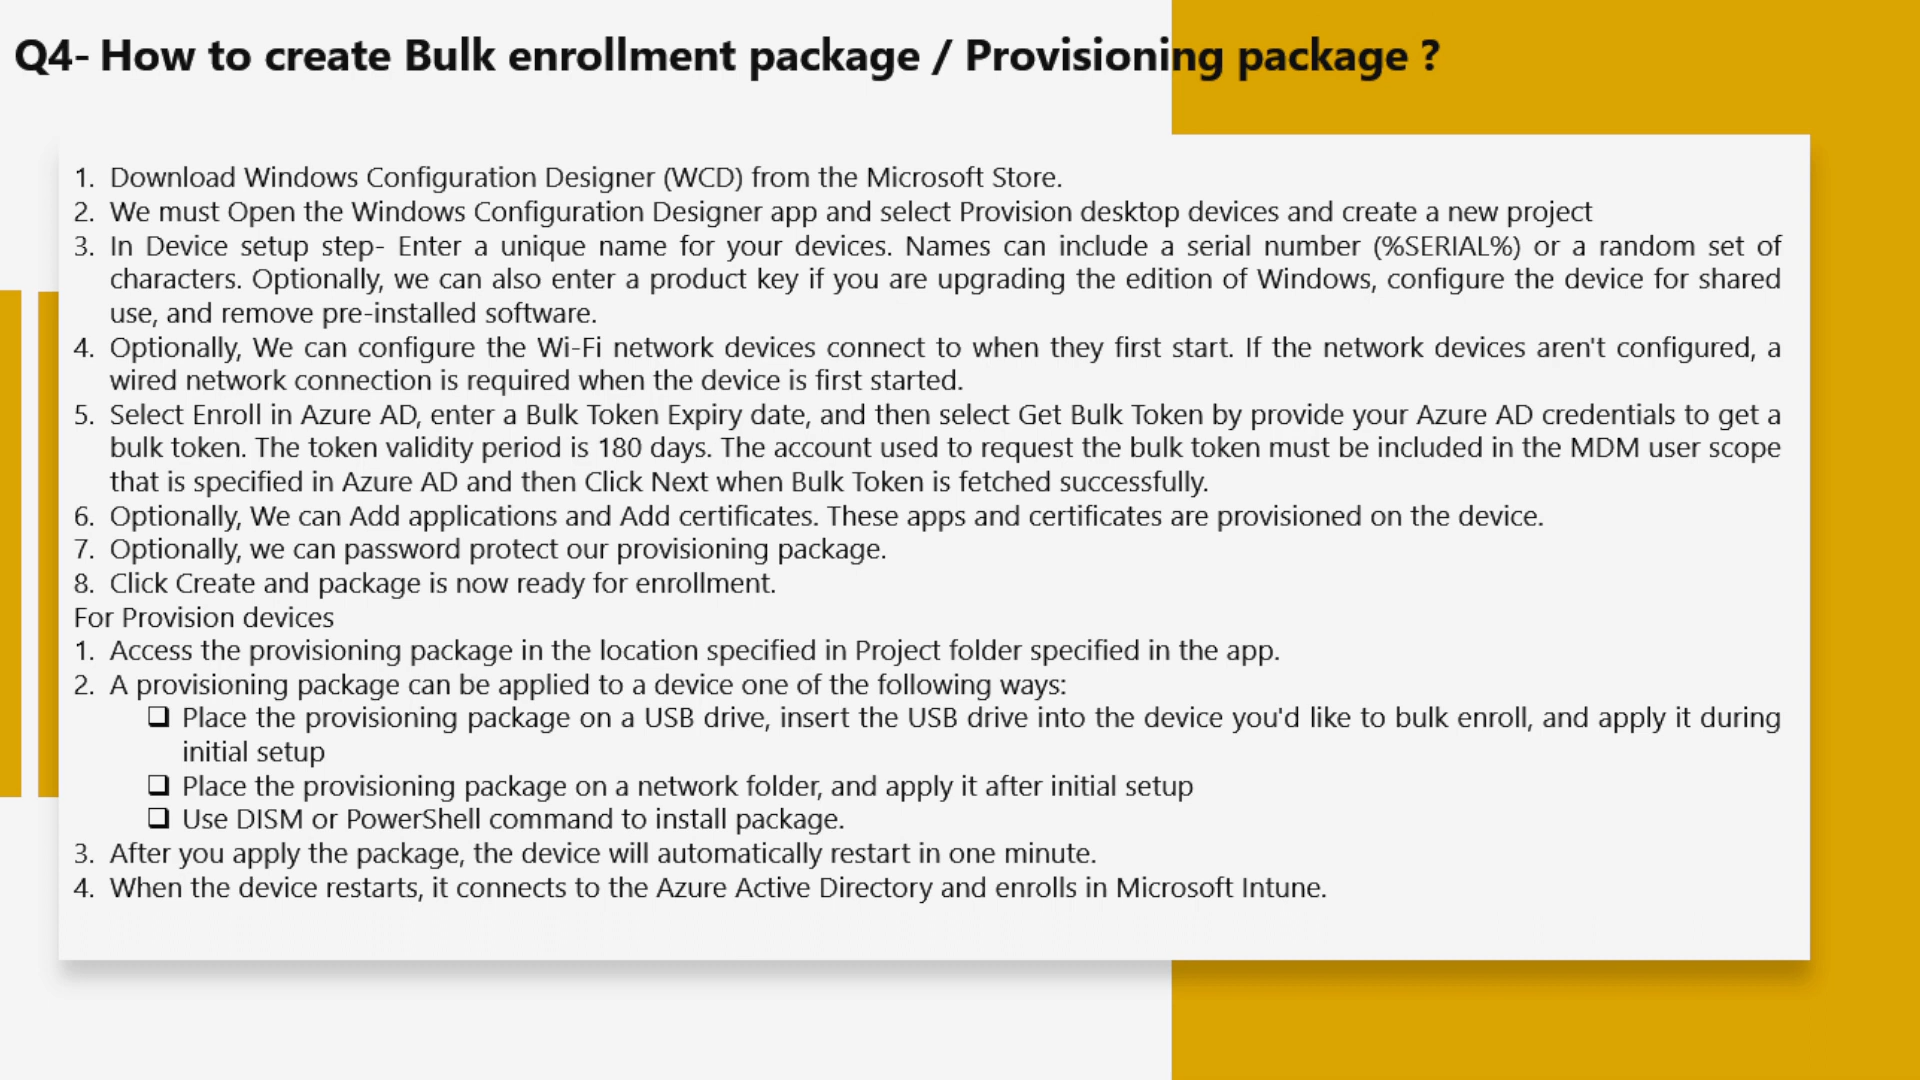 Q4- How to create Bulk enrollment package / Provisioning package ?
1. Download Windows Configuration Designer (WCD) from the Microsoft Store.
2. We must Open the Windows Configuration Designer app and select Provision desktop devices and create a new project
3. In Device setup step- Enter a unique name for your devices. Names can include a serial number (%SERIAL%) or a random set of
characters. Optionally, we can also enter a product key if you are upgrading the edition of Windows, configure the device for shared
use, and remove pre-installed software.
4. Optionally, We can configure the Wi-Fi network devices connect to when they first start. If the network devices aren't configured, a
wired network connection is required when the device is first started.
5. Select Enroll in Azure AD, enter a Bulk Token Expiry date, and then select Get Bulk Token by provide your Azure AD credentials to get a
bulk token. The token validity period is 180 days. The account used to request the bulk token must be included in the MDM user scope
that is specified in Azure AD and then Click Next when Bulk Token is fetched successfully.
6. Optionally, We can Add applications and Add certificates. These apps and certificates are provisioned on the device.
7. Optionally, we can password protect our provisioning package.
8. Click Create and package is now ready for enrollment.
For Provision devices
1. Access the provisioning package in the location specified in Project folder specified in the app.
2. A provisioning package can be applied to a device one of the following ways:
❑ Place the provisioning package on a USB drive, insert the USB drive into the device you'd like to bulk enroll, and apply it during
initial setup
❑ Place the provisioning package on a network folder, and apply it after initial setup
❑ Use DISM or PowerShell command to install package.
3. After you apply the package, the device will automatically restart in one minute.
4. When the device restarts, it connects to the Azure Active Directory and enrolls in Microsoft Intune.